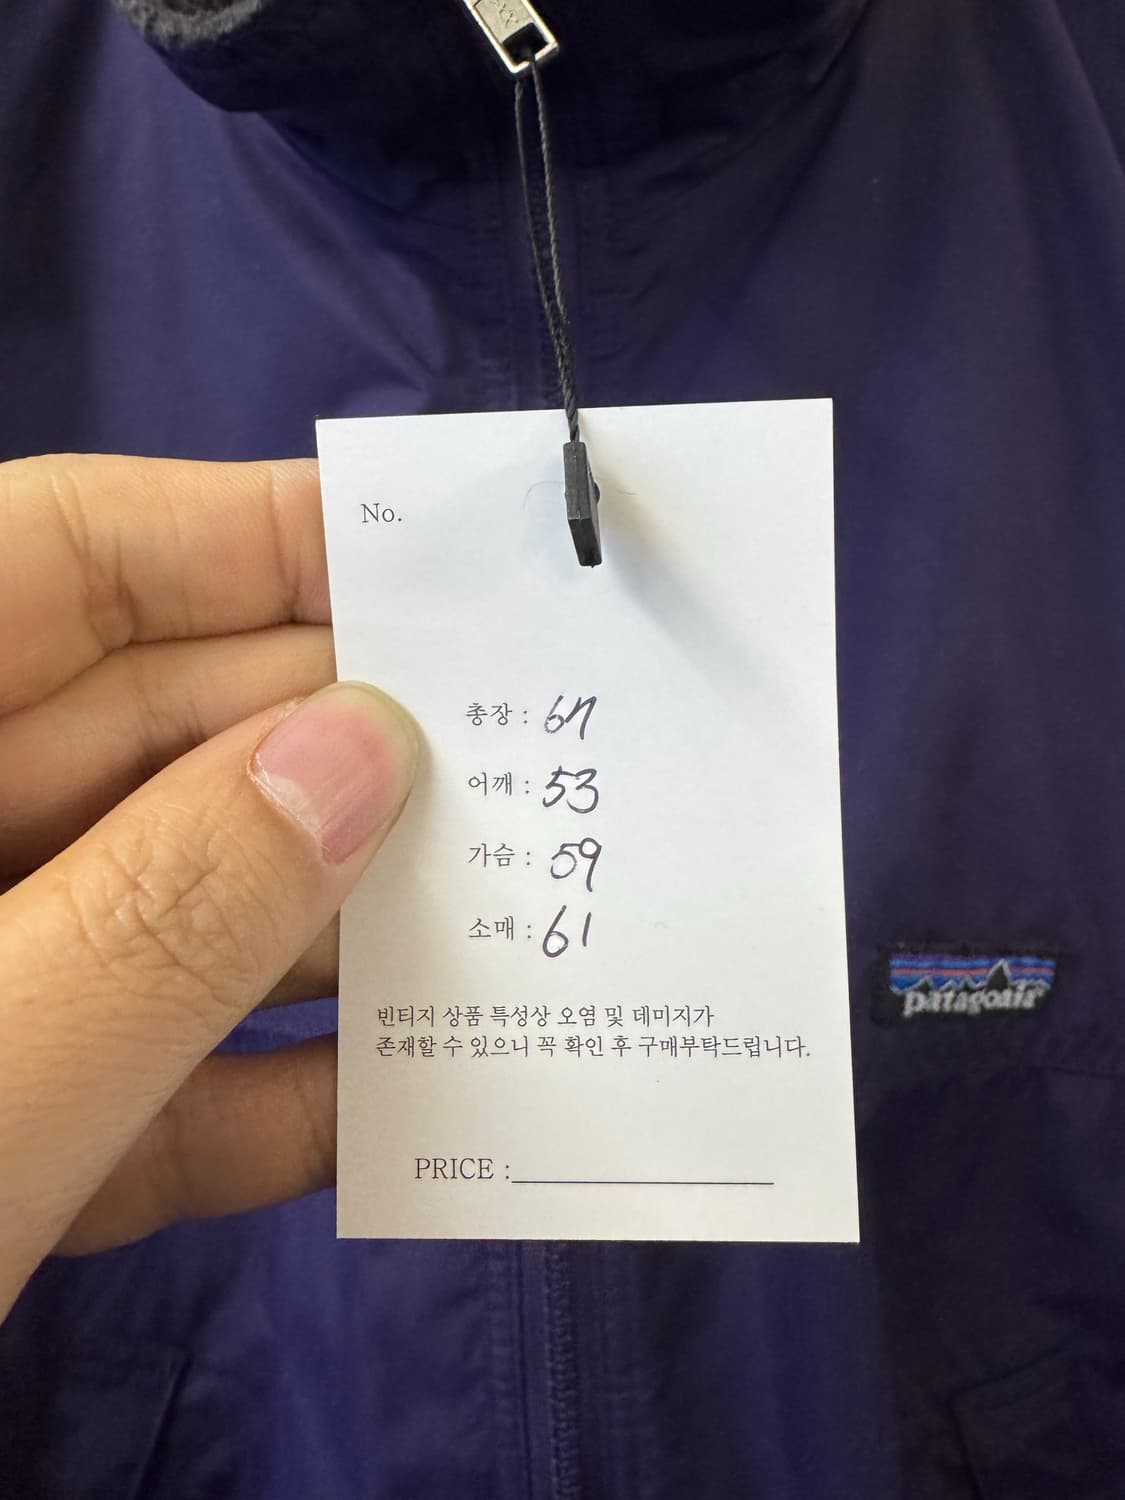 No.
총장 : 67
어깨 : 53
가슴 : 59
소매 : 61
빈티지 상품 특성상 오염 및 데미지가
존재할 수 있으니 꼭 확인 후 구매부탁드립니다.
PRICE :
patagonia